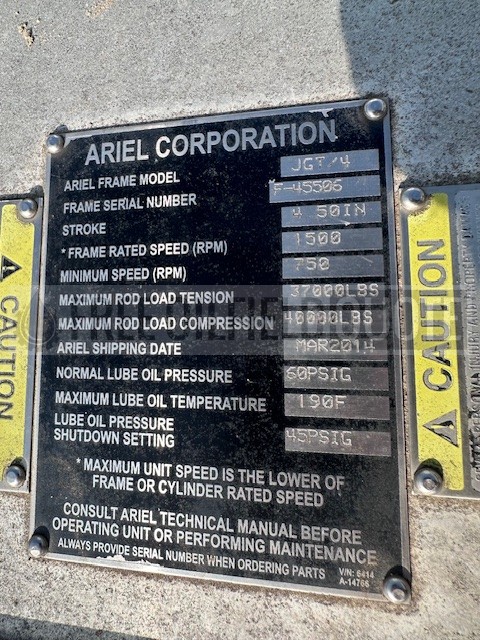 ARIEL CORPORATION
ARIEL FRAME MODEL JGT/4
FRAME SERIAL NUMBER F-45506
STROKE 4.50IN
* FRAME RATED SPEED (RPM) 1500
MINIMUM SPEED (RPM) 750
MAXIMUM ROD LOAD TENSION 37000LBS
MAXIMUM ROD LOAD COMPRESSION 40000LBS
ARIEL SHIPPING DATE MAR2014
NORMAL LUBE OIL PRESSURE 60PSIG
MAXIMUM LUBE OIL TEMPERATURE 190F
LUBE OIL PRESSURE
SHUTDOWN SETTING 45PSIG
* MAXIMUM UNIT SPEED IS THE LOWER OF
FRAME OR CYLINDER RATED SPEED
CONSULT ARIEL TECHNICAL MANUAL BEFORE
OPERATING UNIT OR PERFORMING MAINTENANCE
ALWAYS PROVIDE SERIAL NUMBER WHEN ORDERING PARTS
V/N: 6414
A-14766
CAUTION
CAUTION